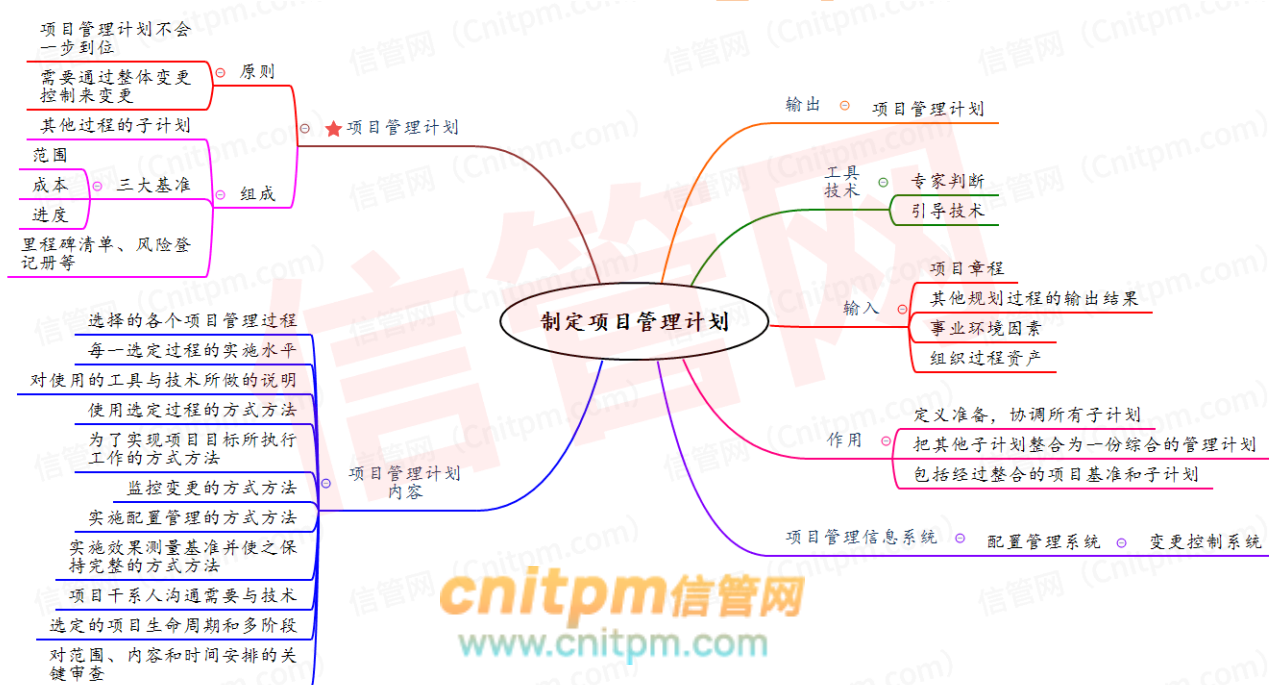 项目管理计划不会
一步到位
需要通过整体变更
控制来变更
原则
其他过程的子计划
范围
成本
进度
三大基准
里程碑清单、风险登
记册等
组成
项目管理计划
选择的各个项目管理过程
每一选定过程的实施水平
对使用的工具与技术所做的说明
使用选定过程的方式方法
为了实现项目目标所执行
工作的方式方法
监控变更的方式方法
实施配置管理的方式方法
实施效果测量基准并使之保
持完整的方式方法
项目干系人沟通需要与技术
选定的项目生命周期和多阶段
对范围、内容和时间安排的关
键审查
项目管理计划
内容
制定项目管理计划
输出
项目管理计划
工具
技术
专家判断
引导技术
输入
项目章程
其他规划过程的输出结果
事业环境因素
组织过程资产
作用
定义准备，协调所有子计划
把其他子计划整合为一份综合的管理计划
包括经过整合的项目基准和子计划
项目管理信息系统
配置管理系统
变更控制系统
信管网
cnitpm信管网
www.cnitpm.com
信管网（Cnitpm.com）